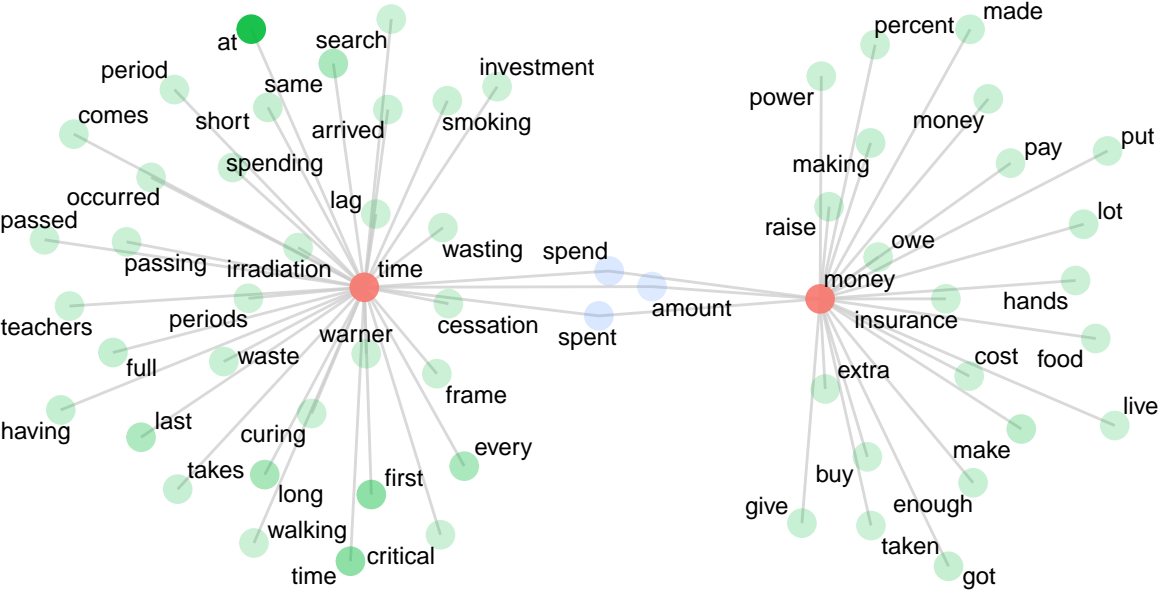 made
percent
at
search
period
same
investment
power
comes
short
arrived
smoking
money
making
pay
put
spending
occurred
lag
passed
raise
lot
owe
wasting
spend
passing
irradiation
time
money
hands
teachers
periods
cessation
amount
insurance
warner
spent
full
waste
extra
cost
food
frame
having
last
curing
live
takes
every
make
long
first
buy
enough
give
walking
critical
taken
time
got